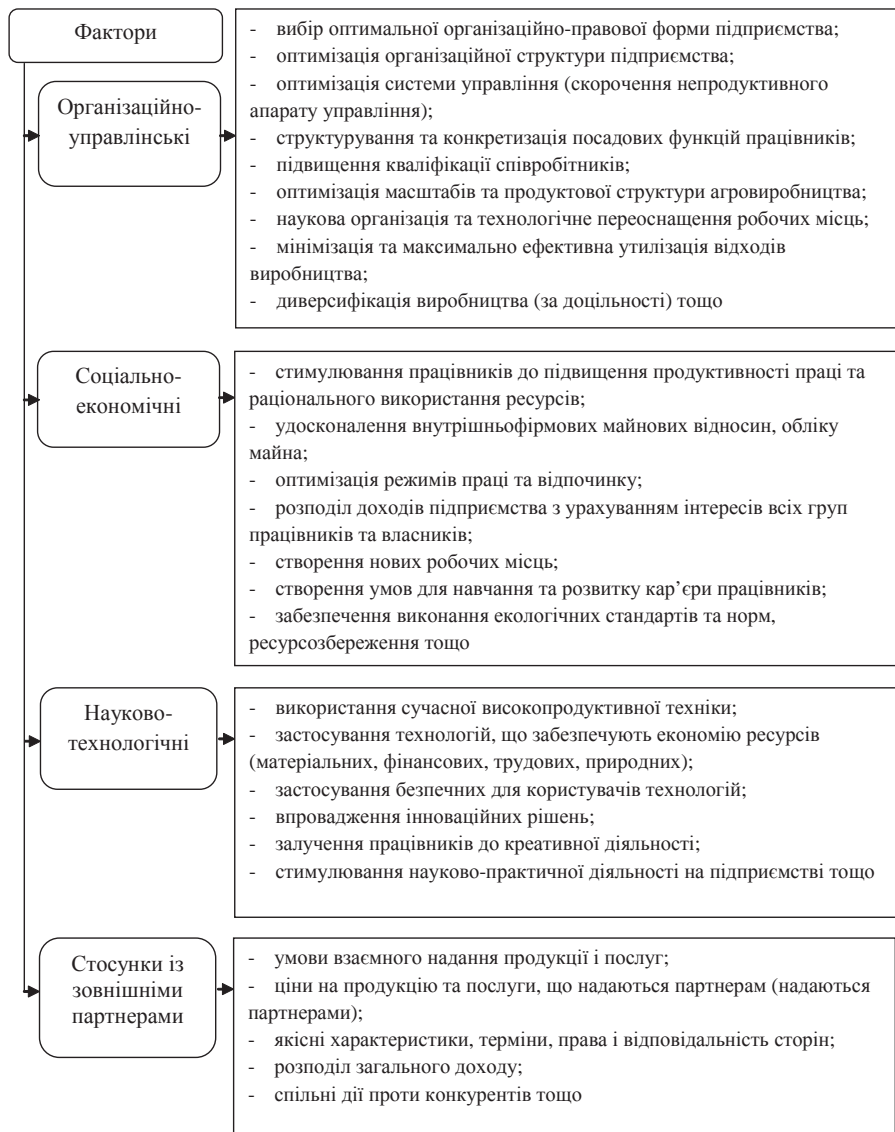 Фактори
Організаційно-
управлінські
- вибір оптимальної організаційно-правової форми підприємства;
- оптимізація організаційної структури підприємства;
- оптимізація системи управління (скорочення непродуктивного
апарату управління);
- структурування та конкретизація посадових функцій працівників;
- підвищення кваліфікації співробітників;
- оптимізація масштабів та продуктової структури агровиробництва;
- наукова організація та технологічне переоснащення робочих місць;
- мінімізація та максимально ефективна утилізація відходів
виробництва;
- диверсифікація виробництва (за доцільності) тощо
Соціально-
економічні
- стимулювання працівників до підвищення продуктивності праці та
раціонального використання ресурсів;
- удосконалення внутрішньофірмових майнових відносин, обліку
майна;
- оптимізація режимів праці та відпочинку;
- розподіл доходів підприємства з урахуванням інтересів всіх груп
працівників та власників;
- створення нових робочих місць;
- створення умов для навчання та розвитку кар’єри працівників;
- забезпечення виконання екологічних стандартів та норм,
ресурсозбереження тощо
Науково-
технологічні
- використання сучасної високопродуктивної техніки;
- застосування технологій, що забезпечують економію ресурсів
(матеріальних, фінансових, трудових, природних);
- застосування безпечних для користувачів технологій;
- впровадження інноваційних рішень;
- залучення працівників до креативної діяльності;
- стимулювання науково-практичної діяльності на підприємстві тощо
Стосунки із
зовнішніми
партнерами
- умови взаємного надання продукції і послуг;
- ціни на продукцію та послуги, що надаються партнерам (надаються
партнерами);
- якісні характеристики, терміни, права і відповідальність сторін;
- розподіл загального доходу;
- спільні дії проти конкурентів тощо